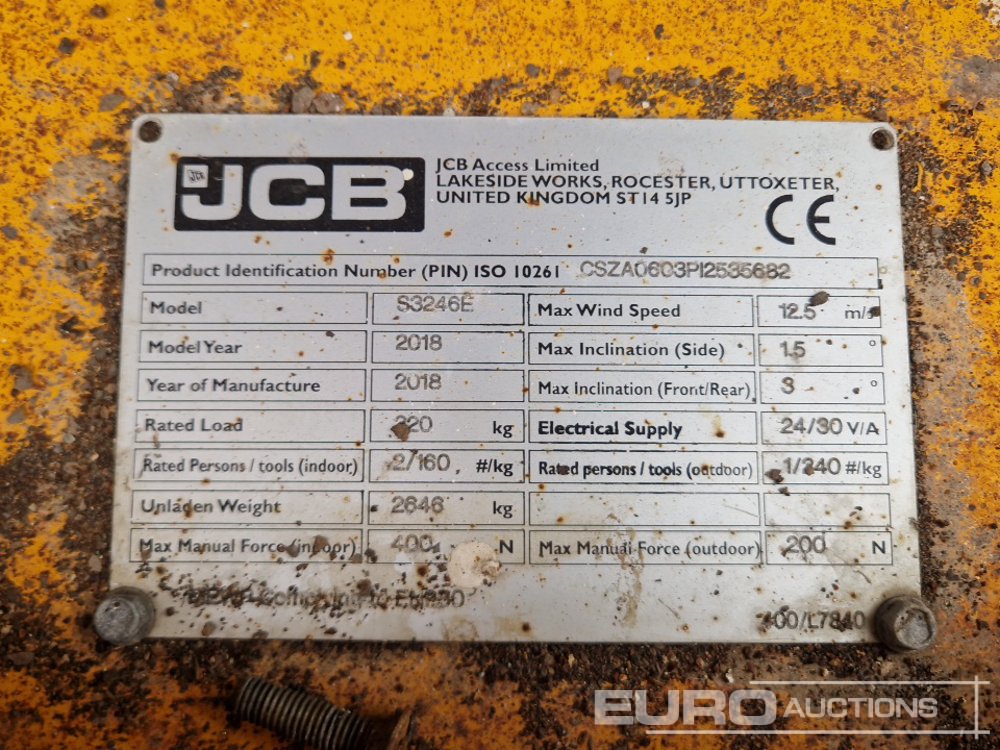 JCB
JCB Access Limited
LAKESIDE WORKS, ROCESTER, UTTOXETER,
UNITED KINGDOM ST14 5JP
CE
Product Identification Number (PIN) ISO 10261 CSZA0603PI2535682
Model S3246E Max Wind Speed 12.5 m/s
Model Year 2018 Max Inclination (Side) 1.5 °
Year of Manufacture 2018 Max Inclination (Front/Rear) 3 °
Rated Load kg Electrical Supply 24/30 V/A
Rated Persons / tools (indoor) 2/160 #/kg Rated persons / tools (outdoor) 1/240 #/kg
Unladen Weight 2646 kg
Max Manual Force (indoor) 400 N Max Manual Force (outdoor) 200 N
400/L7840
EURO AUCTIONS